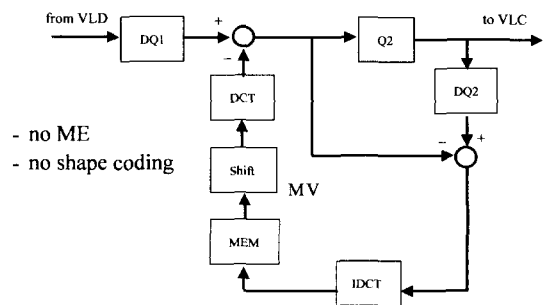 from VLD
to VLC
DQ1
+
Q2
−
DQ2
DCT
- no ME
- no shape coding
−
+
Shift
MV
MEM
IDCT